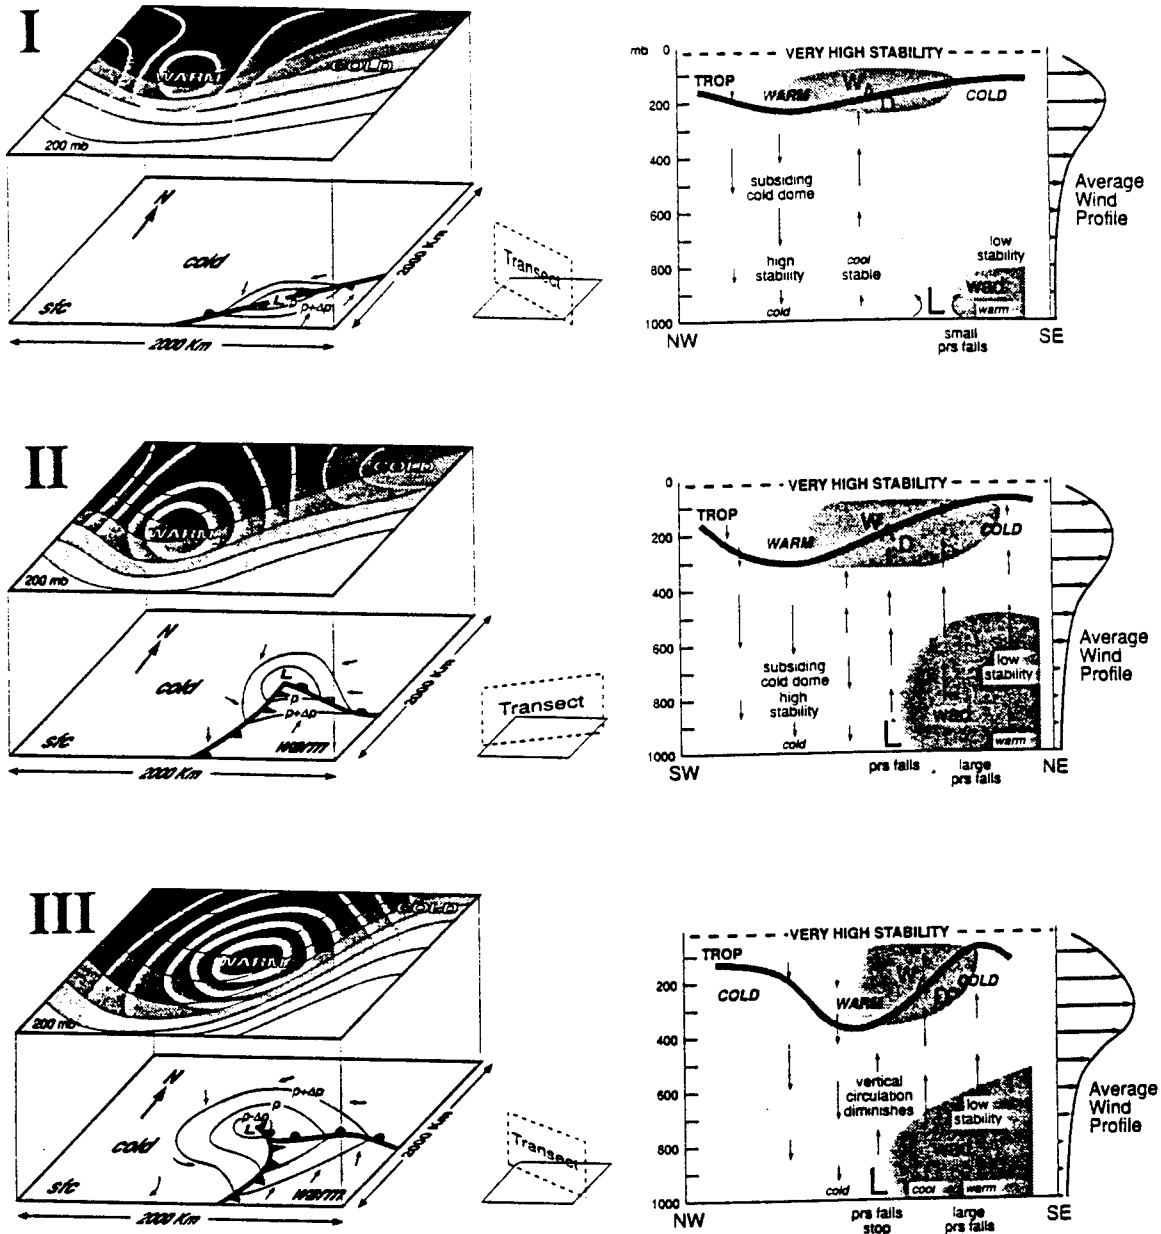 I
WARM
COLD
200 mb
N
cold
L
p
p+Δp
sfc
2000 Km
2000 Km
Transect
mb
0
200
400
600
800
1000
VERY HIGH STABILITY
TROP
WARM
WAD
COLD
subsiding
cold dome
high
stability
cool
stable
low
stability
wad
warm
cold
L
NW
small
prs falls
SE
Average
Wind
Profile
II
WARM
COLD
200 mb
N
cold
L
p
p+Δp
sfc
warm
2000 Km
2000 Km
Transect
0
200
400
600
800
1000
VERY HIGH STABILITY
TROP
WARM
WAD
COLD
subsiding
cold dome
high
stability
low
stability
wad
cold
L
warm
SW
prs falls
large
prs falls
NE
Average
Wind
Profile
III
WARM
COLD
200 mb
N
cold
p+Δp
p
p-Δp
L
sfc
warm
2000 Km
2000 Km
Transect
200
400
600
800
1000
VERY HIGH STABILITY
TROP
COLD
WARM
COLD
vertical
circulation
diminishes
low
stability
wad
cold
L
cool
warm
NW
prs falls
stop
large
prs falls
SE
Average
Wind
Profile